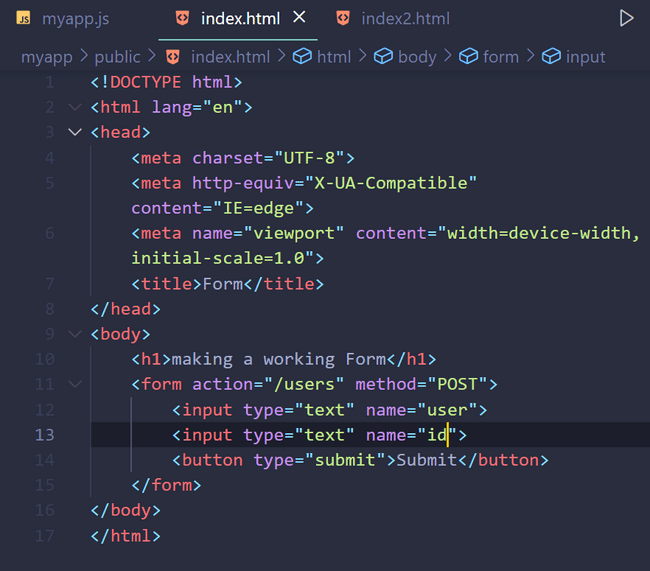 JS myapp.js index.html × index2.html
myapp > public > index.html > html > body > form > input
1 <!DOCTYPE html>
2 <html lang="en">
3 <head>
4 <meta charset="UTF-8">
5 <meta http-equiv="X-UA-Compatible"
content="IE=edge">
6 <meta name="viewport" content="width=device-width,
initial-scale=1.0">
7 <title>Form</title>
8 </head>
9 <body>
10 <h1>making a working Form</h1>
11 <form action="/users" method="POST">
12 <input type="text" name="user">
13 <input type="text" name="id">
14 <button type="submit">Submit</button>
15 </form>
16 </body>
17 </html>